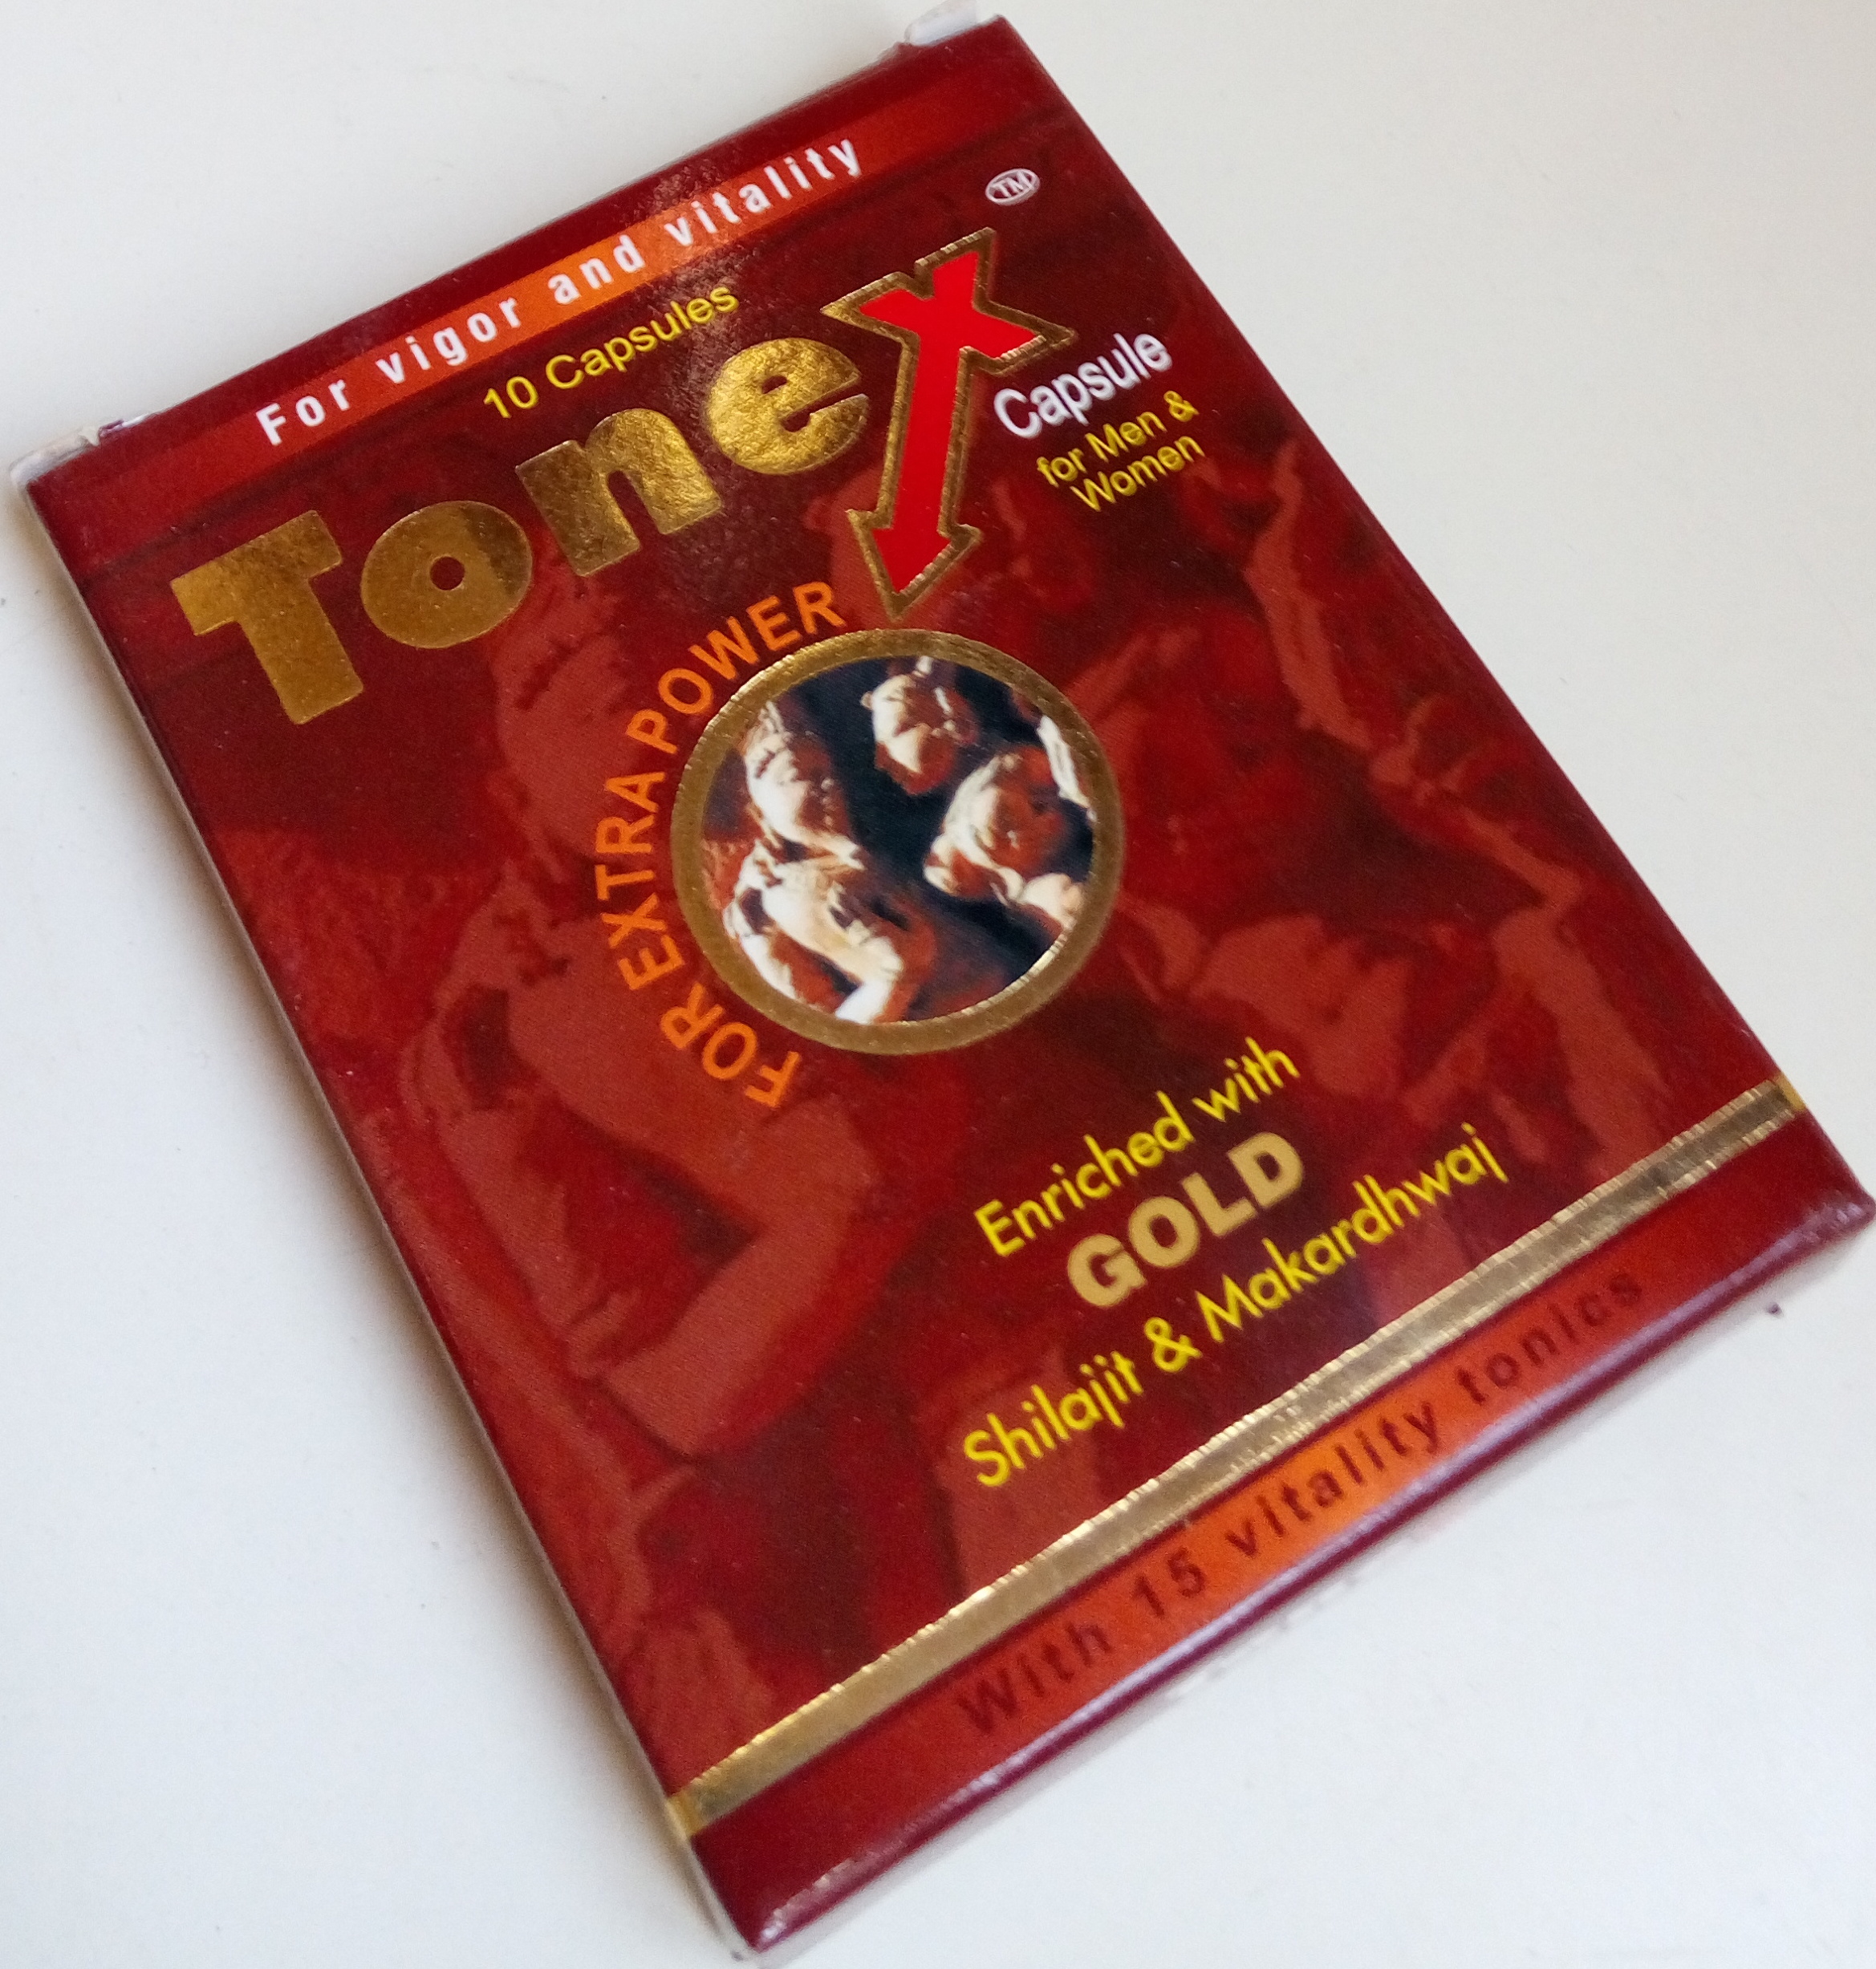 For vigor and vitality
TM
10 Capsules
Tonex
Capsule
for Men &
Women
FOR EXTRA POWER
Enriched with
GOLD
Shilajit & Makardhwaj
With 15 vitality tonics